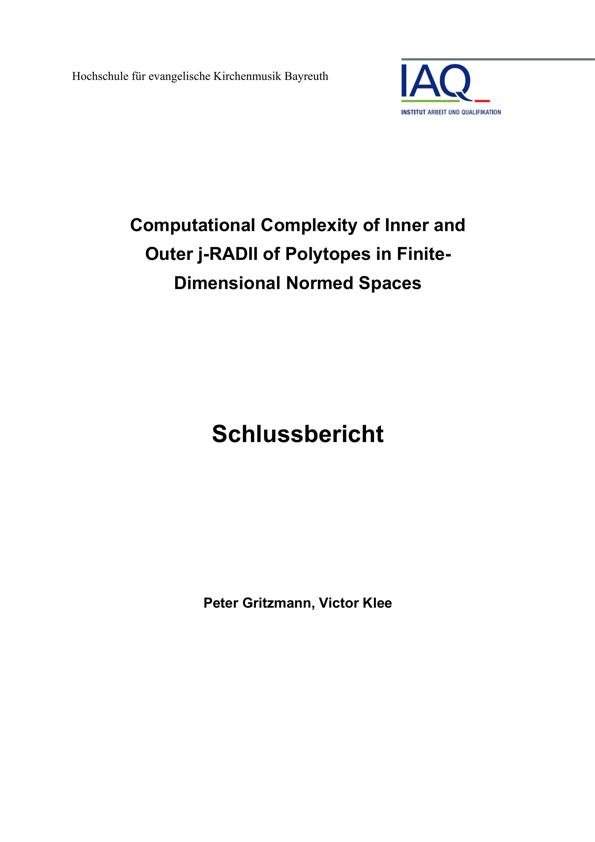 Hochschule für evangelische Kirchenmusik Bayreuth
IAQ
INSTITUT ARBEIT UND QUALIFIKATION
Computational Complexity of Inner and
Outer j-RADII of Polytopes in Finite-
Dimensional Normed Spaces
Schlussbericht
Peter Gritzmann, Victor Klee